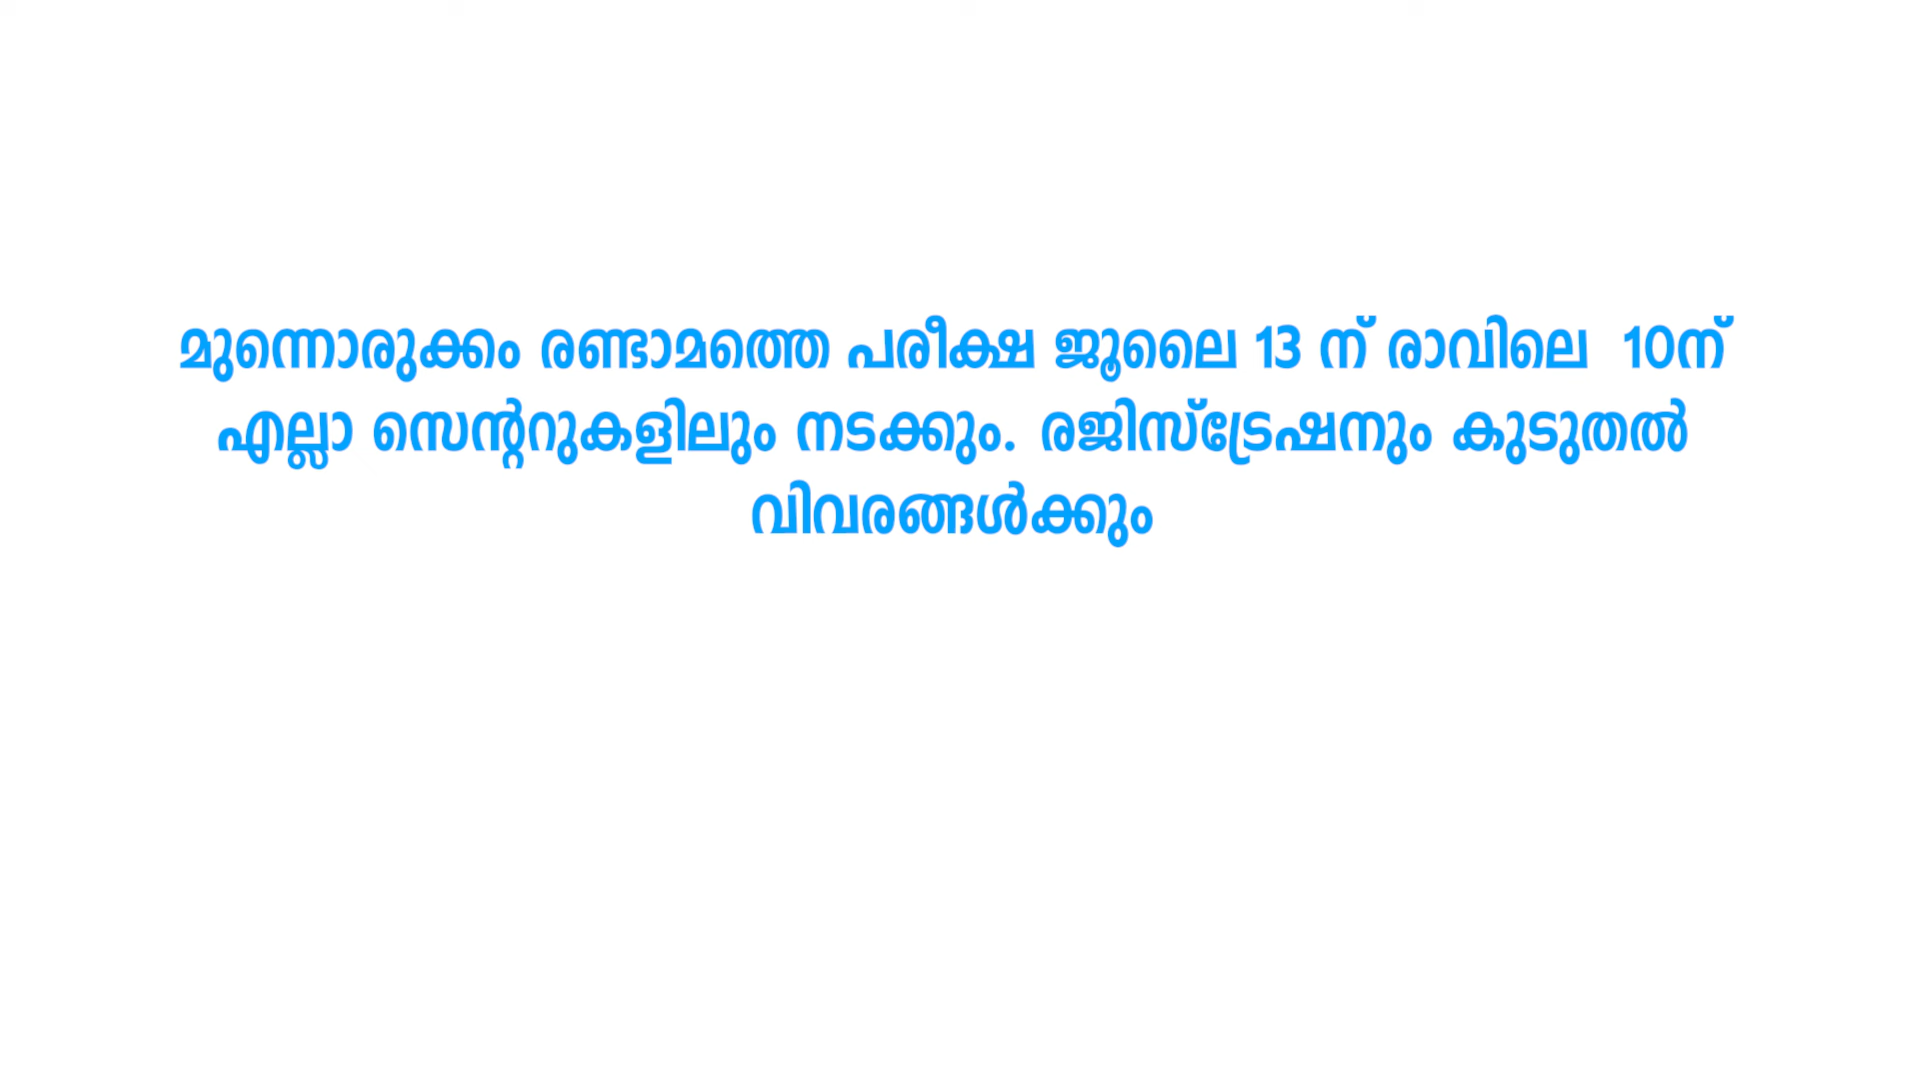 മുന്നൊരുക്കം രണ്ടാമത്തെ പരീക്ഷ ജൂലൈ 13 ന് രാവിലെ 10ന്
എല്ലാ സെന്ററുകളിലും നടക്കും. രജിസ്ട്രേഷനും കുടുതൽ
വിവരങ്ങൾക്കും